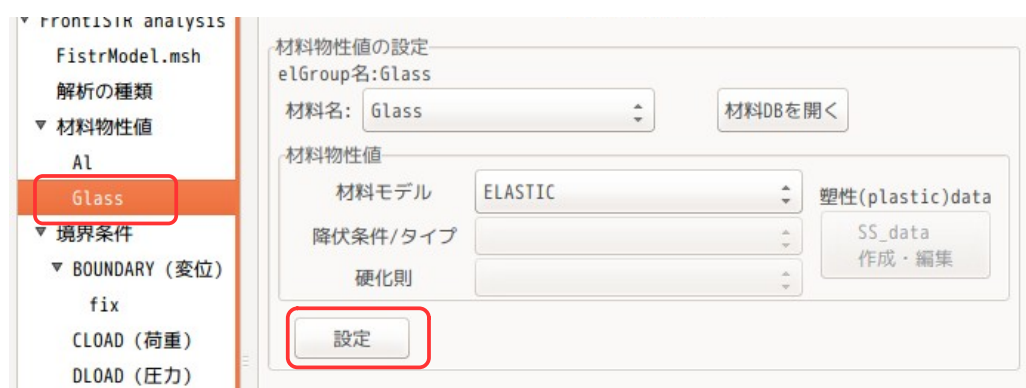 FrontISTR analysis
FistrModel.msh
解析の種類
材料物性値
Al
Glass
境界条件
BOUNDARY (変位)
fix
CLOAD (荷重)
DLOAD (圧力)
材料物性値の設定
elGroup名:Glass
材料名: Glass 材料DBを開く
材料物性値
材料モデル ELASTIC 塑性(plastic)data
降伏条件/タイプ SS_data
作成・編集
硬化則
設定